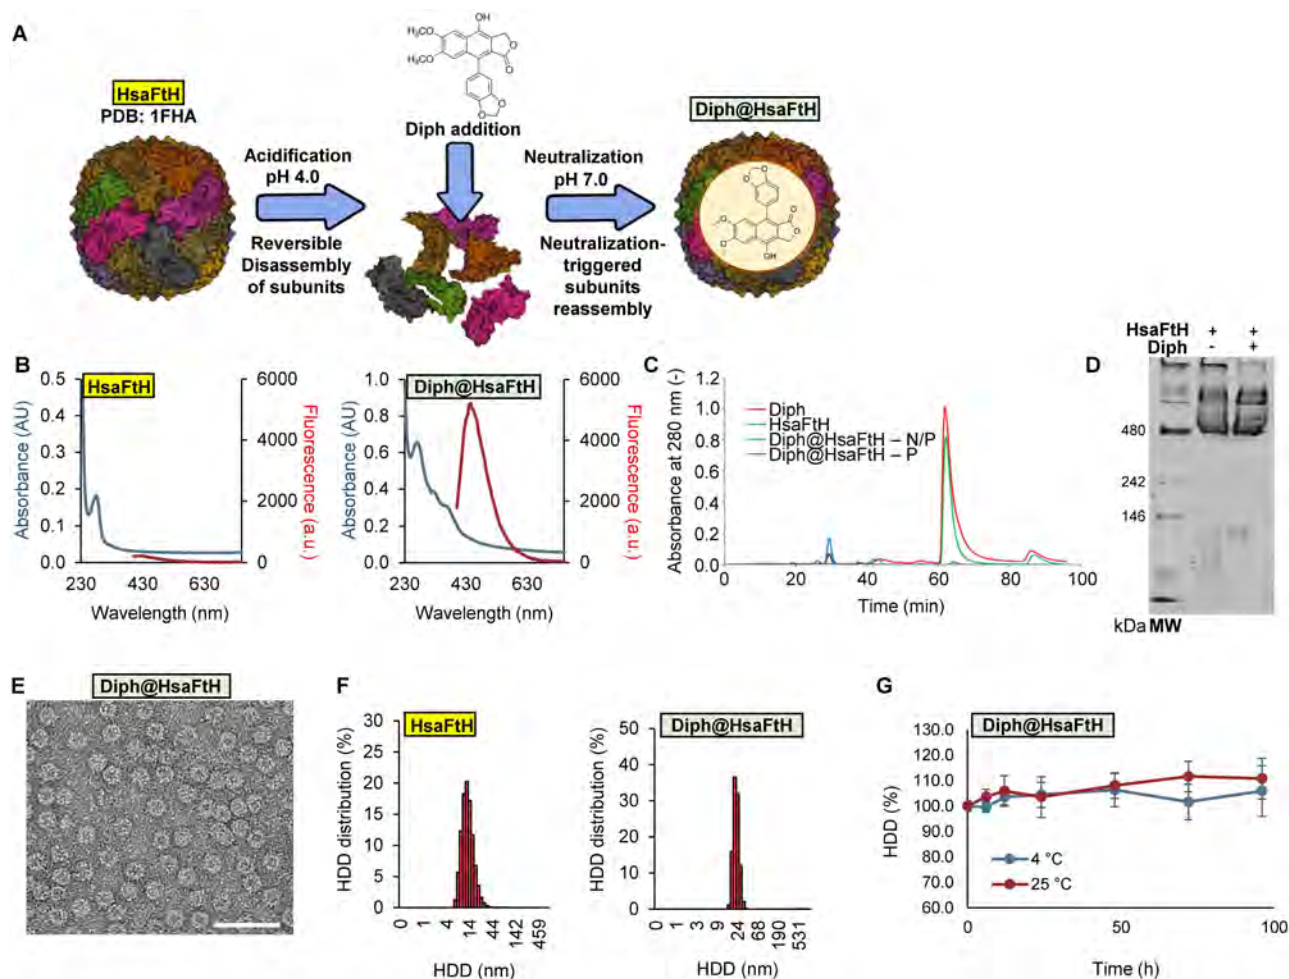 A
OH
H₃CO
H₃CO
O
O
O
O
HsaFtH
PDB: 1FHA
Acidification
pH 4.0
Reversible
Disassembly
of subunits
Diph addition
Neutralization
pH 7.0
Neutralization-
triggered
subunits
reassembly
Diph@HsaFtH
O
O
O
O
O
O
OH
B
HsaFtH
Absorbance (AU)
0.5
0.4
0.3
0.2
0.1
0.0
230 430 630
Wavelength (nm)
6000
4000
2000
0
Fluorescence (a.u.)
Diph@HsaFtH
Absorbance (AU)
1.0
0.8
0.6
0.4
0.2
0.0
230 430 630
Wavelength (nm)
6000
4000
2000
0
Fluorescence (a.u.)
C
Absorbance at 280 nm (-)
1.2
1.0
0.8
0.6
0.4
0.2
0.0
0 20 40 60 80 100
Time (min)
Diph
HsaFtH
Diph@HsaFtH – N/P
Diph@HsaFtH – P
D
HsaFtH + +
Diph - +
480
242
146
kDa MW
E
Diph@HsaFtH
F
HsaFtH
HDD distribution (%)
30
25
20
15
10
5
0
0 1 4 14 44 142 459
HDD (nm)
Diph@HsaFtH
HDD distribution (%)
50
40
30
20
10
0
0 1 3 9 24 68 190 531
HDD (nm)
G
Diph@HsaFtH
HDD (%)
130.0
120.0
110.0
100.0
90.0
80.0
70.0
60.0
4 °C
25 °C
0 50 100
Time (h)